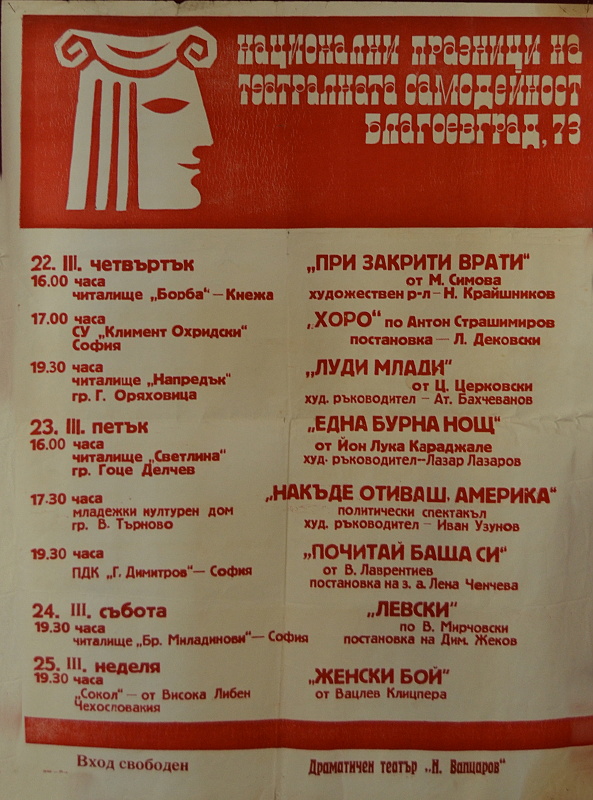 национални празници на
театралната самодейност
Благоевград, 73
22. III. четвъртък
16.00 часа
читалище „Борба“ – Кнежа
„ПРИ ЗАКРИТИ ВРАТИ“
от М. Симова
художествен р-л – Н. Крайшников
17.00 часа
СУ „Климент Охридски“
София
„ХОРО“ по Антон Страшимиров
постановка – Л. Дековски
19.30 часа
читалище „Напредък“
гр. Г. Оряховица
„ЛУДИ МЛАДИ“
от Ц. Церковски
худ. ръководител – Ат. Бахчеванов
23. III. петък
16.00 часа
читалище „Светлина“
гр. Гоце Делчев
„ЕДНА БУРНА НОЩ“
от Йон Лука Караджале
худ. ръководител–Лазар Лазаров
17.30 часа
младежки културен дом
гр. В. Търново
„НАКЪДЕ ОТИВАШ, АМЕРИКА“
политически спектакъл
худ. ръководител – Иван Узунов
19.30 часа
ПДК „Г. Димитров“ – София
„ПОЧИТАЙ БАЩА СИ“
от В. Лаврентиев
постановка на з. а. Лена Ченчева
24. III. събота
19.30 часа
читалище „Бр. Миладинови“ – София
„ЛЕВСКИ“
по В. Мирчовски
постановка на Дим. Жеков
25. III. неделя
19.30 часа
„Сокол“ – от Висока Либен
Чехословакия
„ЖЕНСКИ БОЙ“
от Вацлев Клицпера
Вход свободен
Драматичен театър „Н. Вапцаров“